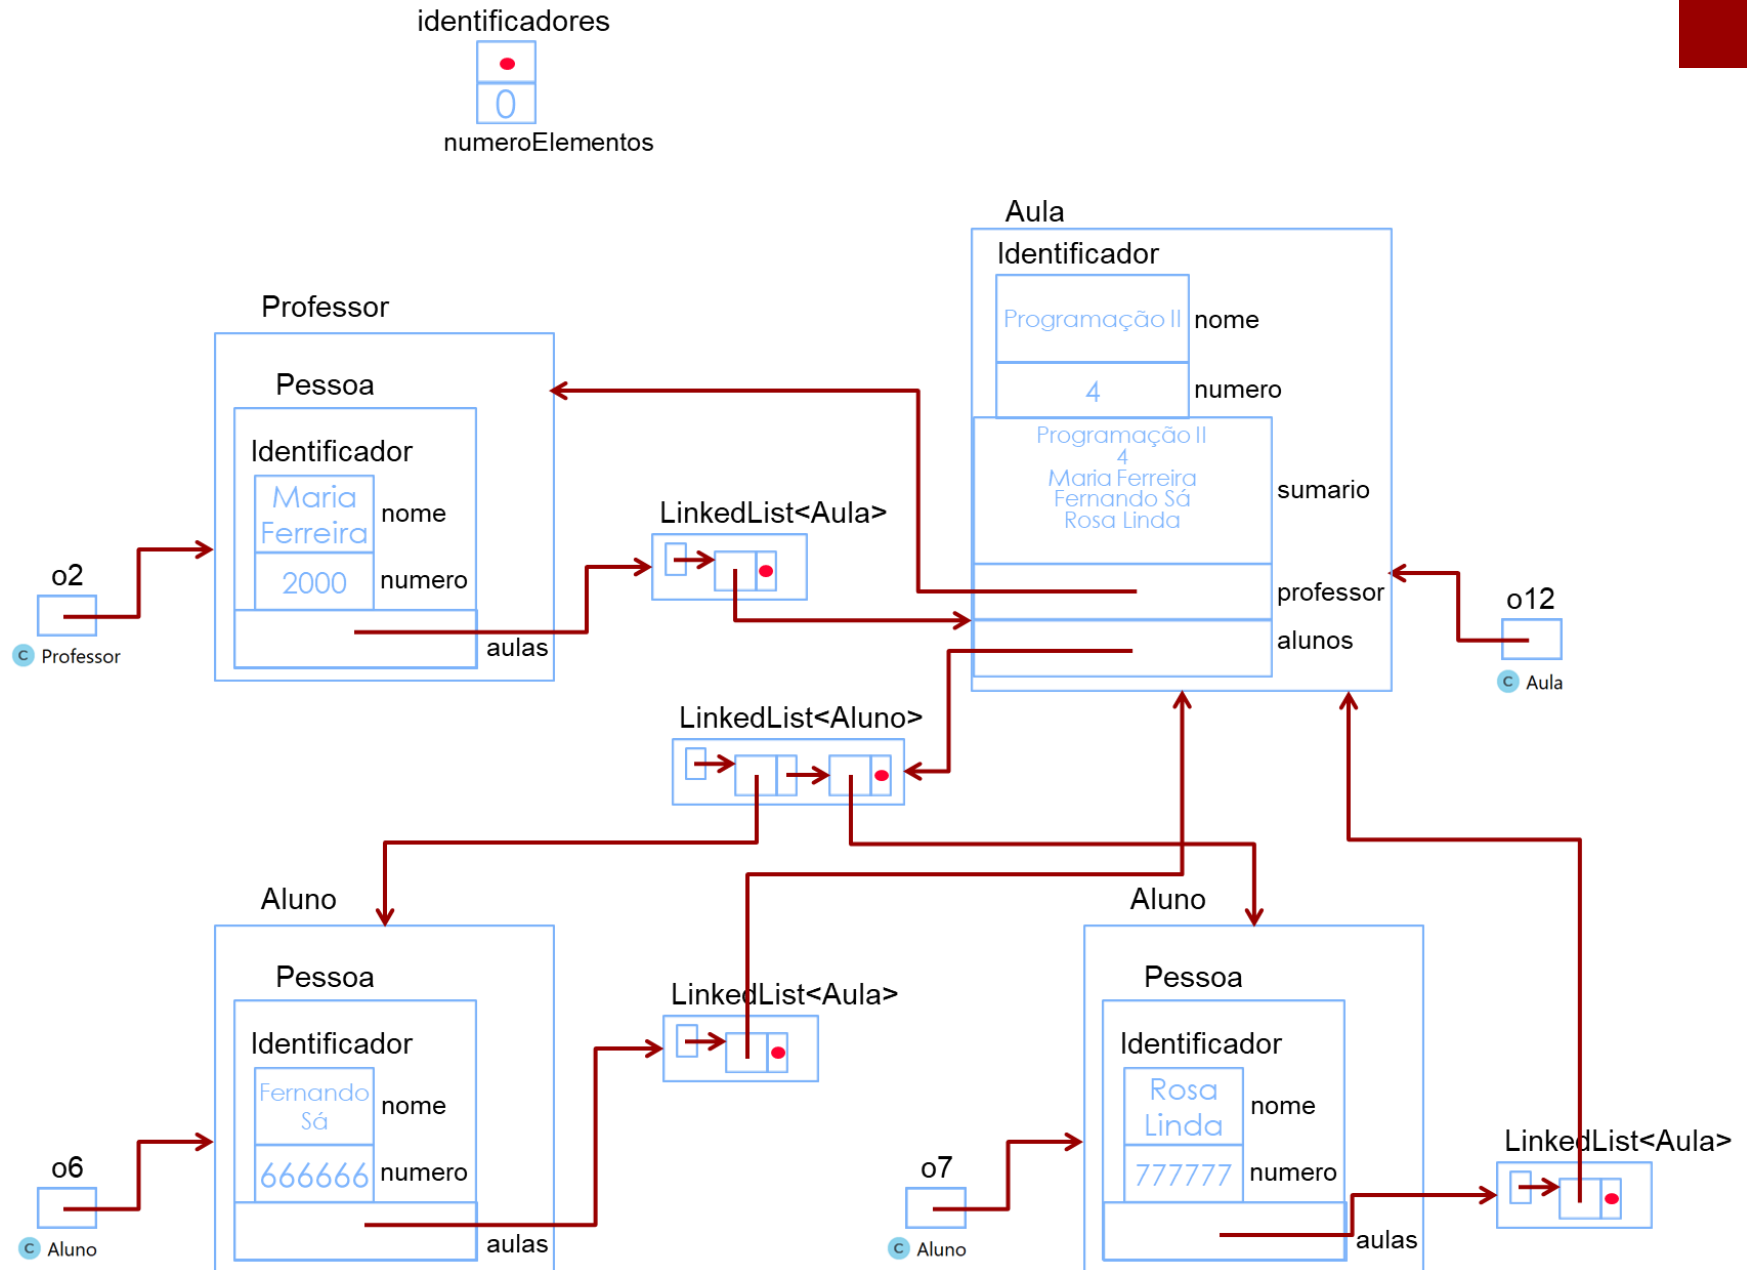 identificadores
0
numeroElementos
Aula
Identificador
Programação II
nome
4
numero
Programação II
4
Maria Ferreira
Fernando Sá
Rosa Linda
sumario
professor
alunos
o12
C Aula
Professor
Pessoa
Identificador
Maria
Ferreira
nome
2000
numero
aulas
o2
C Professor
LinkedList<Aula>
LinkedList<Aluno>
Aluno
Pessoa
Identificador
Fernando
Sá
nome
666666
numero
aulas
o6
C Aluno
LinkedList<Aula>
Aluno
Pessoa
Identificador
Rosa
Linda
nome
777777
numero
aulas
o7
C Aluno
LinkedList<Aula>